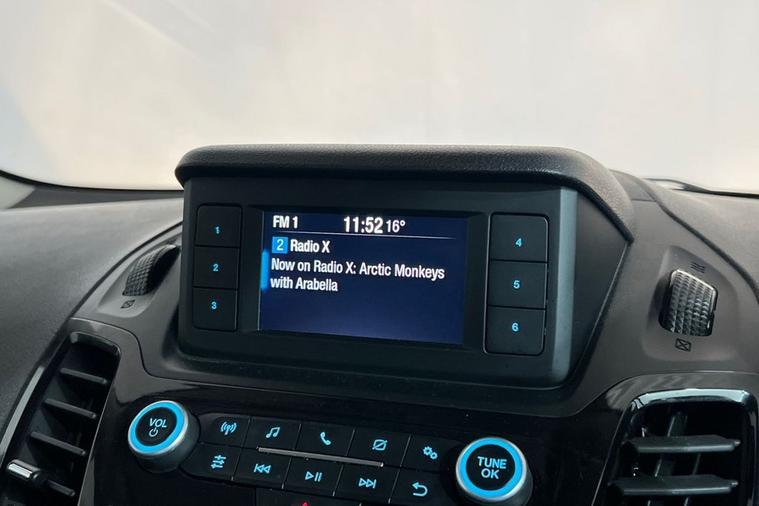 FM 1 11:52 16°
2 Radio X
Now on Radio X: Arctic Monkeys
with Arabella
1
2
3
4
5
6
VOL
TUNE
OK